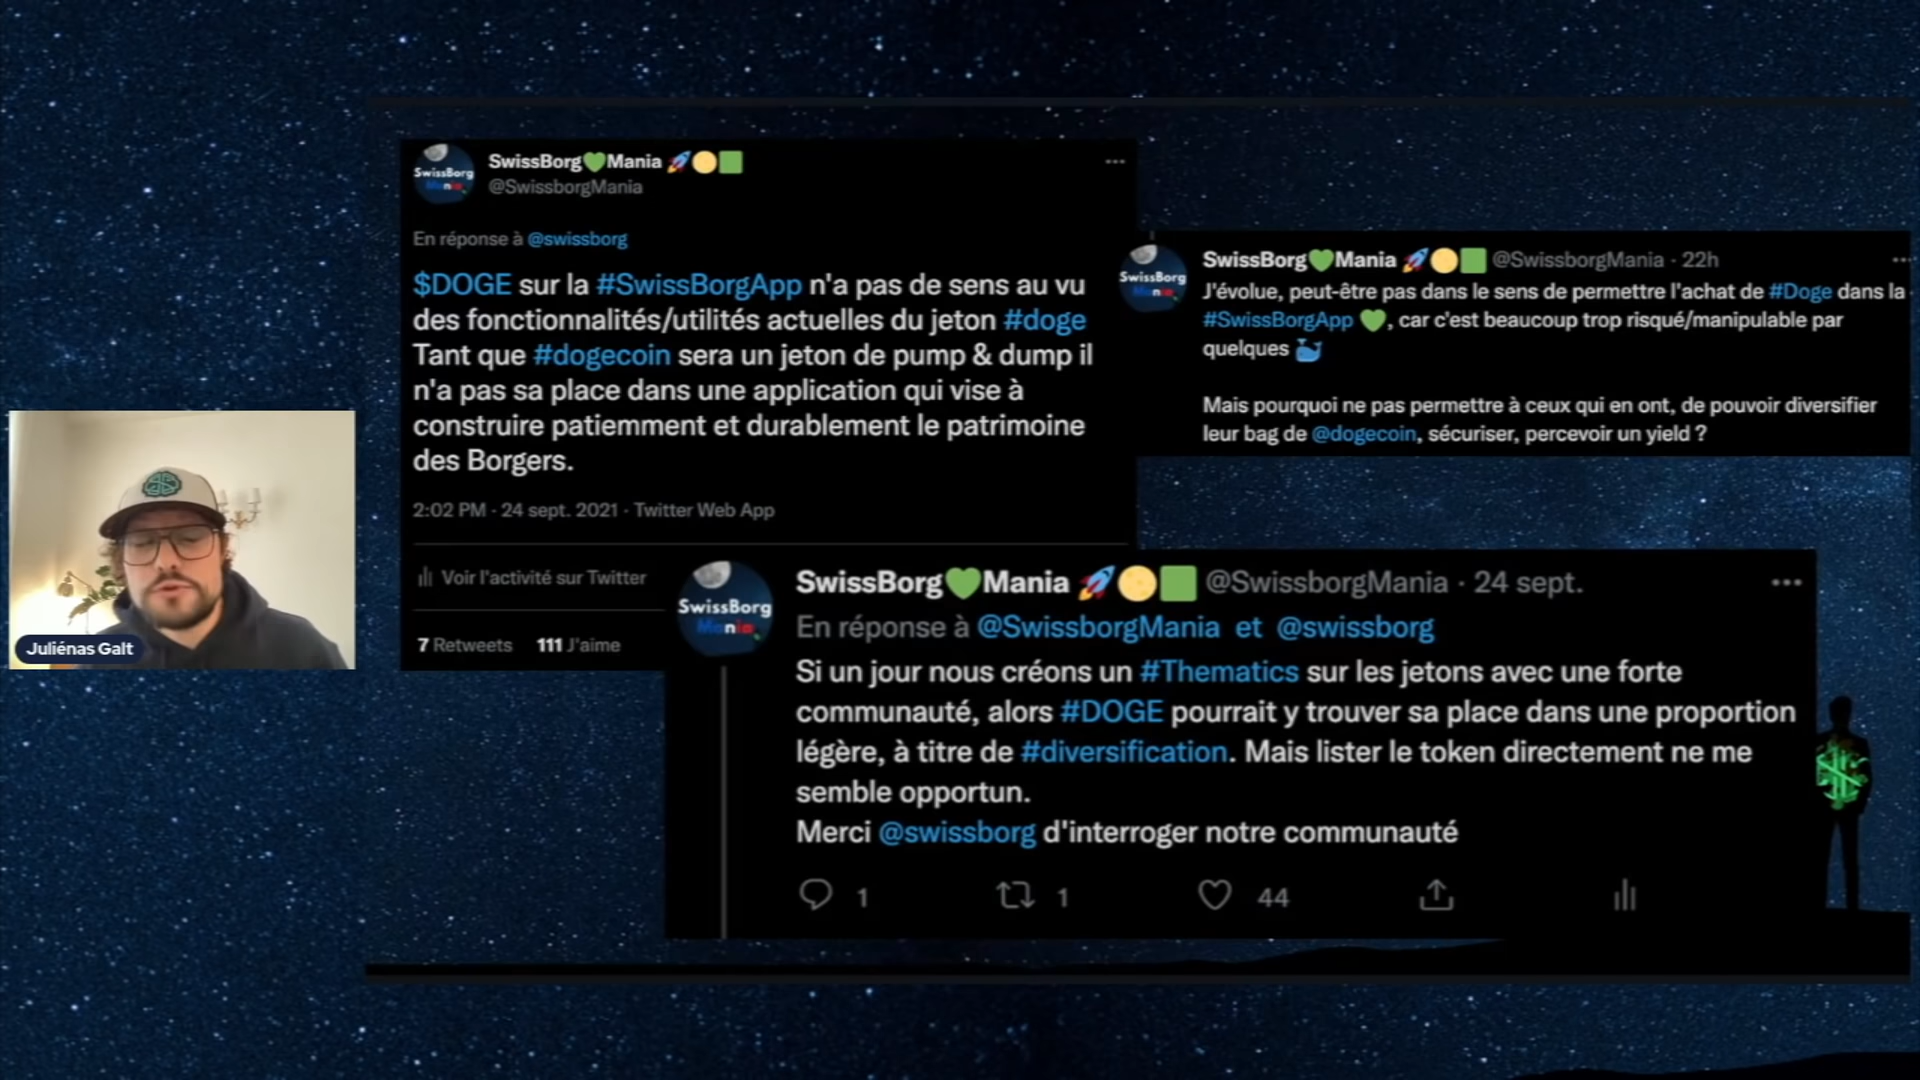 SwissBorg💚Mania 🚀🌕🟩
@SwissborgMania
En réponse à @swissborg
$DOGE sur la #SwissBorgApp n'a pas de sens au vu
des fonctionnalités/utilités actuelles du jeton #doge
Tant que #dogecoin sera un jeton de pump & dump il
n'a pas sa place dans une application qui vise à
construire patiemment et durablement le patrimoine
des Borgers.
2:02 PM · 24 sept. 2021 · Twitter Web App
Voir l'activité sur Twitter
7 Retweets 111 J'aime
SwissBorg
Mania
SwissBorg💚Mania 🚀🌕🟩 @SwissborgMania · 22h
J'évolue, peut-être pas dans le sens de permettre l'achat de #Doge dans la
#SwissBorgApp 💚, car c'est beaucoup trop risqué/manipulable par
quelques 🐳
Mais pourquoi ne pas permettre à ceux qui en ont, de pouvoir diversifier
leur bag de @dogecoin, sécuriser, percevoir un yield ?
SwissBorg
Mania
SwissBorg💚Mania 🚀🌕🟩 @SwissborgMania · 24 sept.
En réponse à @SwissborgMania et @swissborg
Si un jour nous créons un #Thematics sur les jetons avec une forte
communauté, alors #DOGE pourrait y trouver sa place dans une proportion
légère, à titre de #diversification. Mais lister le token directement ne me
semble opportun.
Merci @swissborg d'interroger notre communauté
1 1 44
SwissBorg
Mania
Juliénas Galt